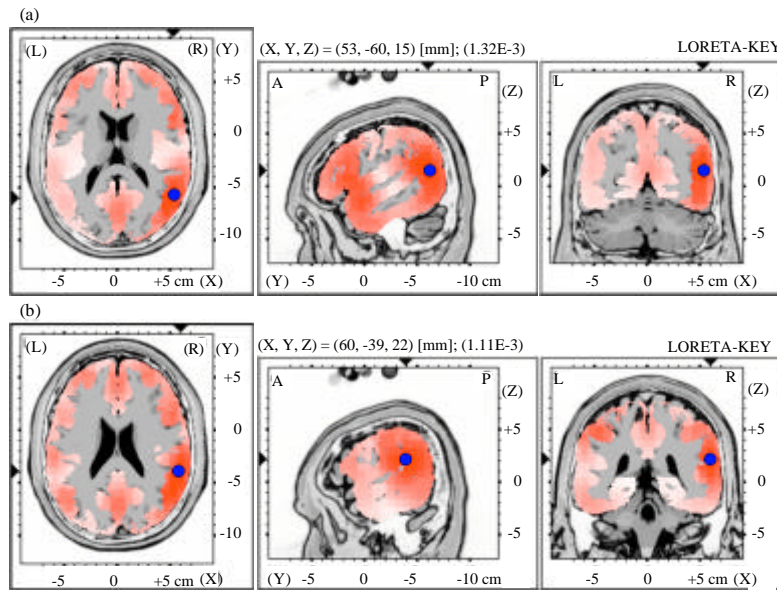 (a)
(L) (R) (Y) (X, Y, Z) = (53, -60, 15) [mm]; (1.32E-3) LORETA-KEY
A P (Z) L R (Z)
+5 +5 +5
0 0 0
-5 -5 -5
-10
-5 0 +5 cm (X) (Y) -5 0 -5 -10 cm -5 0 +5 cm (X)
(b)
(L) (R) (Y) (X, Y, Z) = (60, -39, 22) [mm]; (1.11E-3) LORETA-KEY
A P (Z) L R (Z)
+5 +5 +5
0 0 0
-5 -5 -5
-10
-5 0 +5 cm (X) (Y) -5 0 -5 -10 cm -5 0 +5 cm (X)